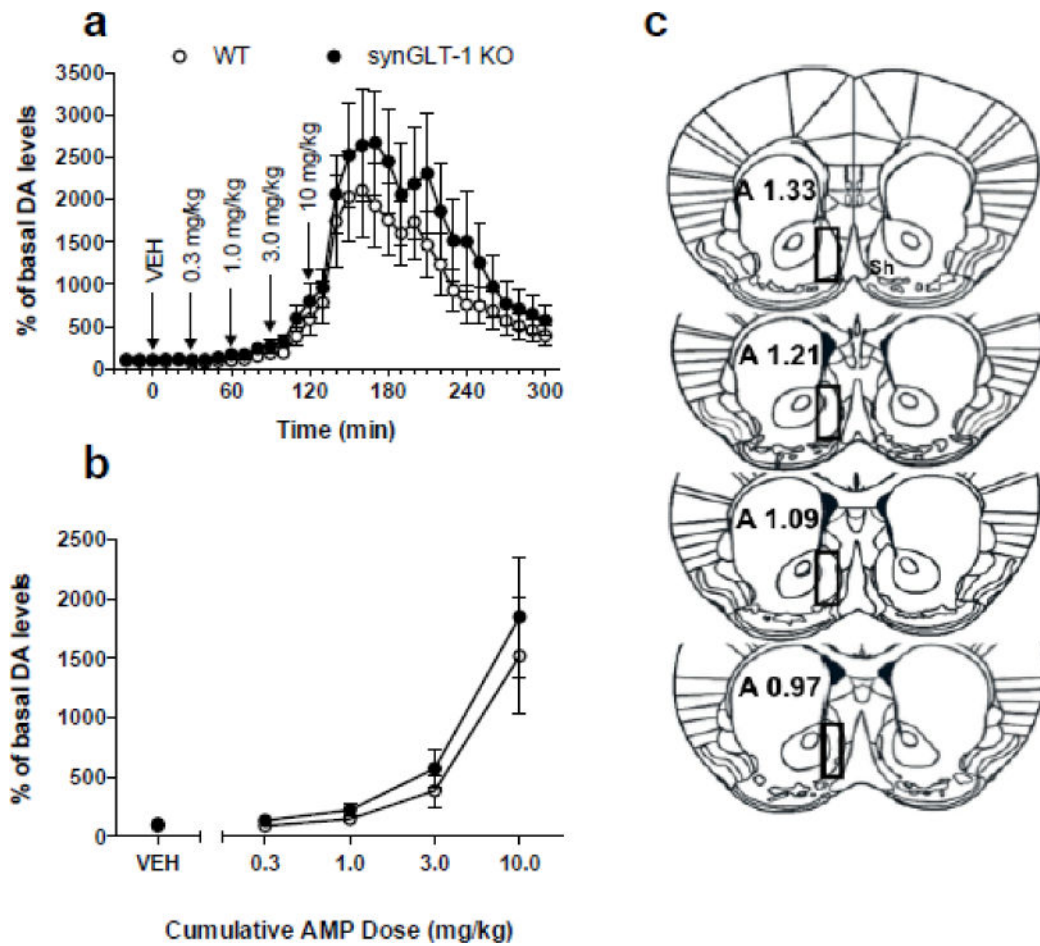 a
WT
synGLT-1 KO
% of basal DA levels
3500
3000
2500
2000
1500
1000
500
0
VEH
0.3 mg/kg
1.0 mg/kg
3.0 mg/kg
10 mg/kg
0 60 120 180 240 300
Time (min)
b
% of basal DA levels
2500
2000
1500
1000
500
0
VEH 0.3 1.0 3.0 10.0
Cumulative AMP Dose (mg/kg)
c
A 1.33
Sh
A 1.21
A 1.09
A 0.97